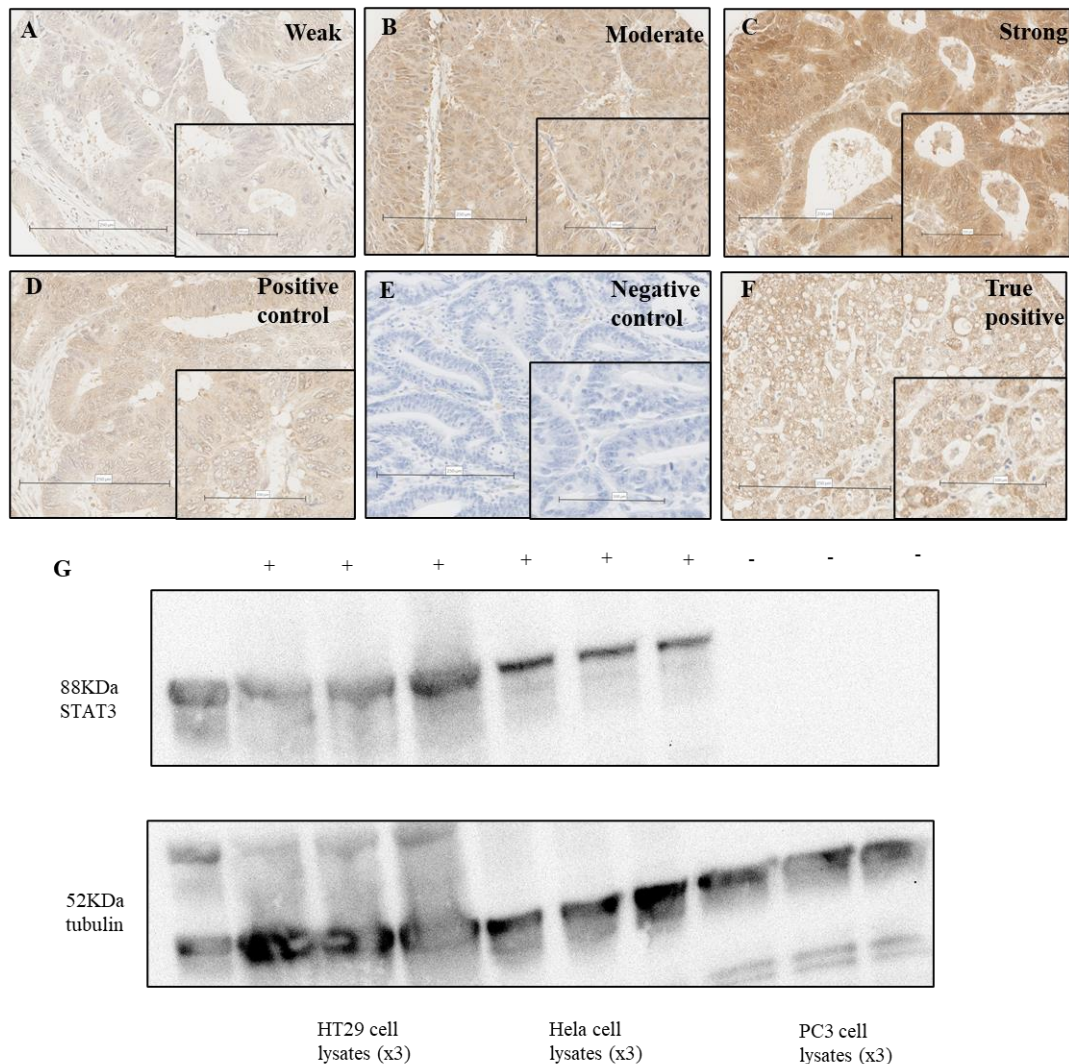 A Weak
B Moderate
C Strong
D Positive
control
E Negative
control
F True
positive
G + + + + + + - - -
88KDa
STAT3
52KDa
tubulin
HT29 cell
lysates (x3)
Hela cell
lysates (x3)
PC3 cell
lysates (x3)